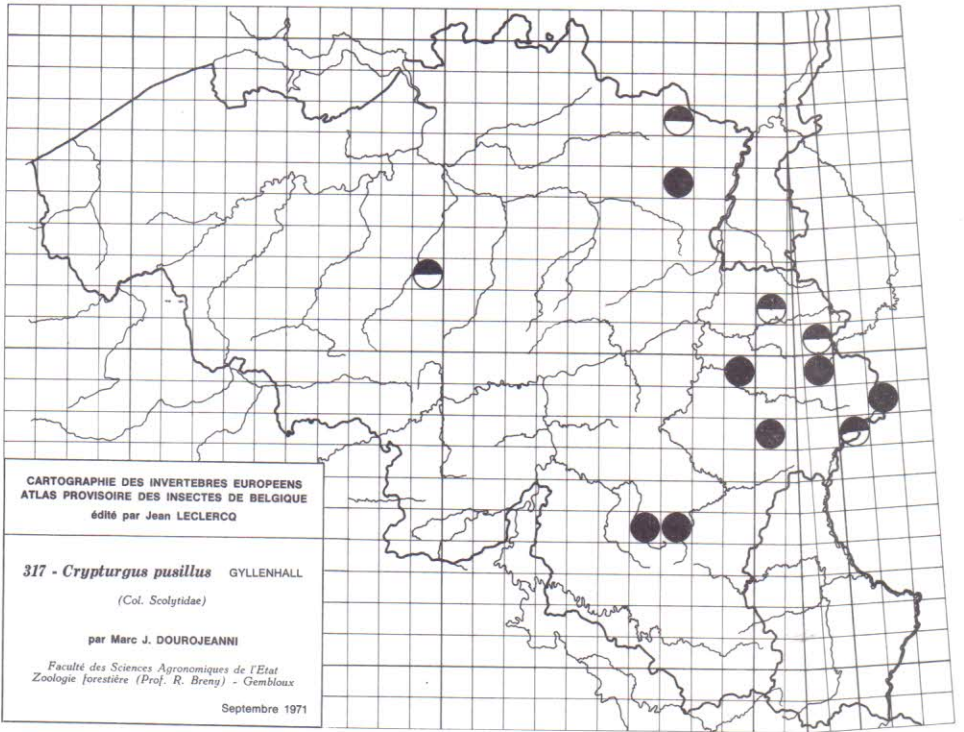 CARTOGRAPHIE DES INVERTEBRES EUROPEENS
ATLAS PROVISOIRE DES INSECTES DE BELGIQUE
édité par Jean LECLERCQ
317 - Crypturgus pusillus GYLLENHALL
(Col. Scolytidae)
par Marc J. DOUROJEANNI
Faculté des Sciences Agronomiques de l'Etat
Zoologie forestière (Prof. R. Breny) - Gembloux
Septembre 1971